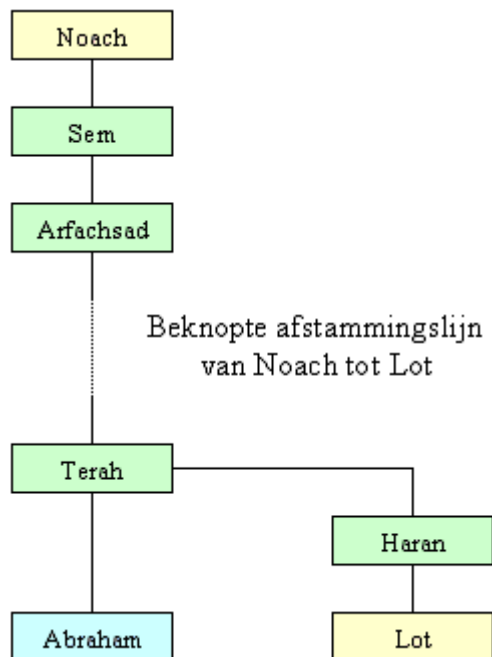 Noach
Sem
Arfachsad
Beknopte afstammingslijn
van Noach tot Lot
Terah
Haran
Abraham
Lot